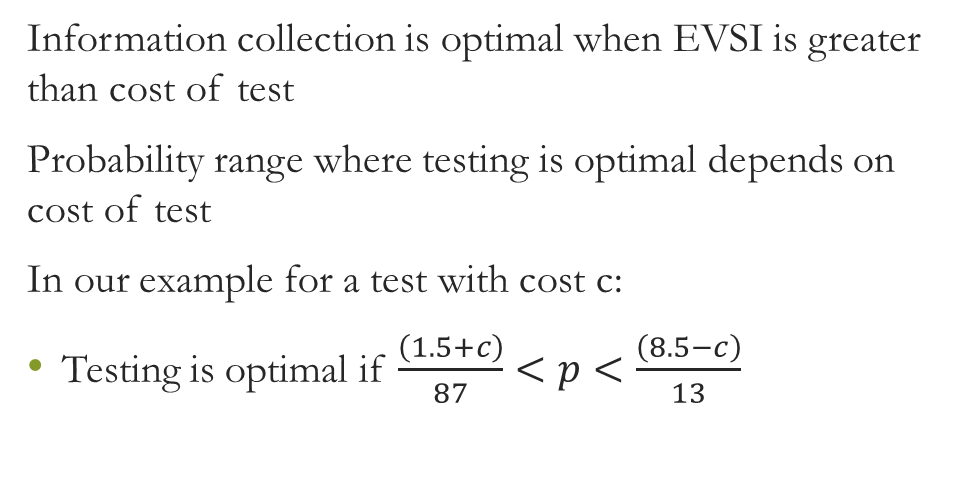 Information collection is optimal when EVSI is greater
than cost of test
Probability range where testing is optimal depends on
cost of test
In our example for a test with cost c:
• Testing is optimal if (1.5+c)/87 < p < (8.5−c)/13